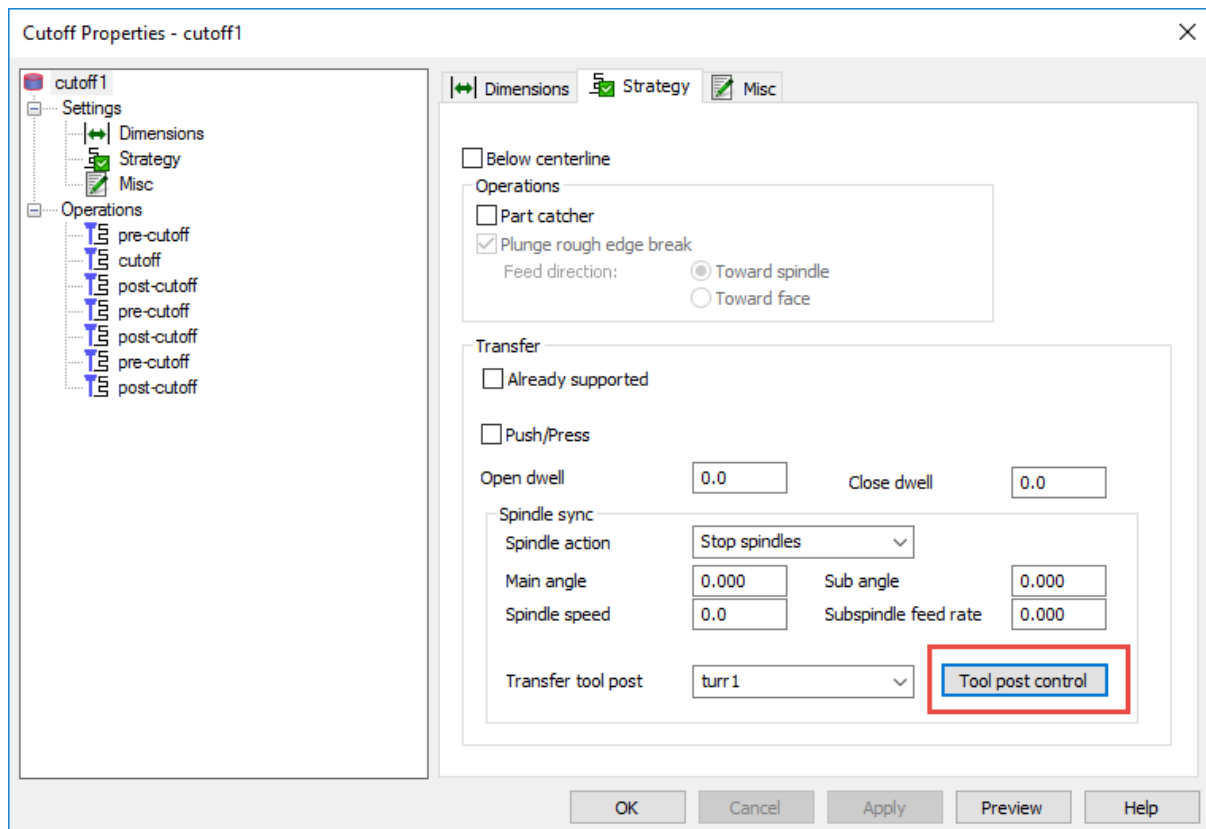 Cutoff Properties - cutoff1
cutoff1
Settings
Dimensions
Strategy
Misc
Operations
pre-cutoff
cutoff
post-cutoff
pre-cutoff
post-cutoff
pre-cutoff
post-cutoff
Dimensions Strategy Misc
Below centerline
Operations
Part catcher
Plunge rough edge break
Feed direction: Toward spindle
Toward face
Transfer
Already supported
Push/Press
Open dwell 0.0 Close dwell 0.0
Spindle sync
Spindle action Stop spindles
Main angle 0.000 Sub angle 0.000
Spindle speed 0.0 Subspindle feed rate 0.000
Transfer tool post turr1 Tool post control
OK Cancel Apply Preview Help